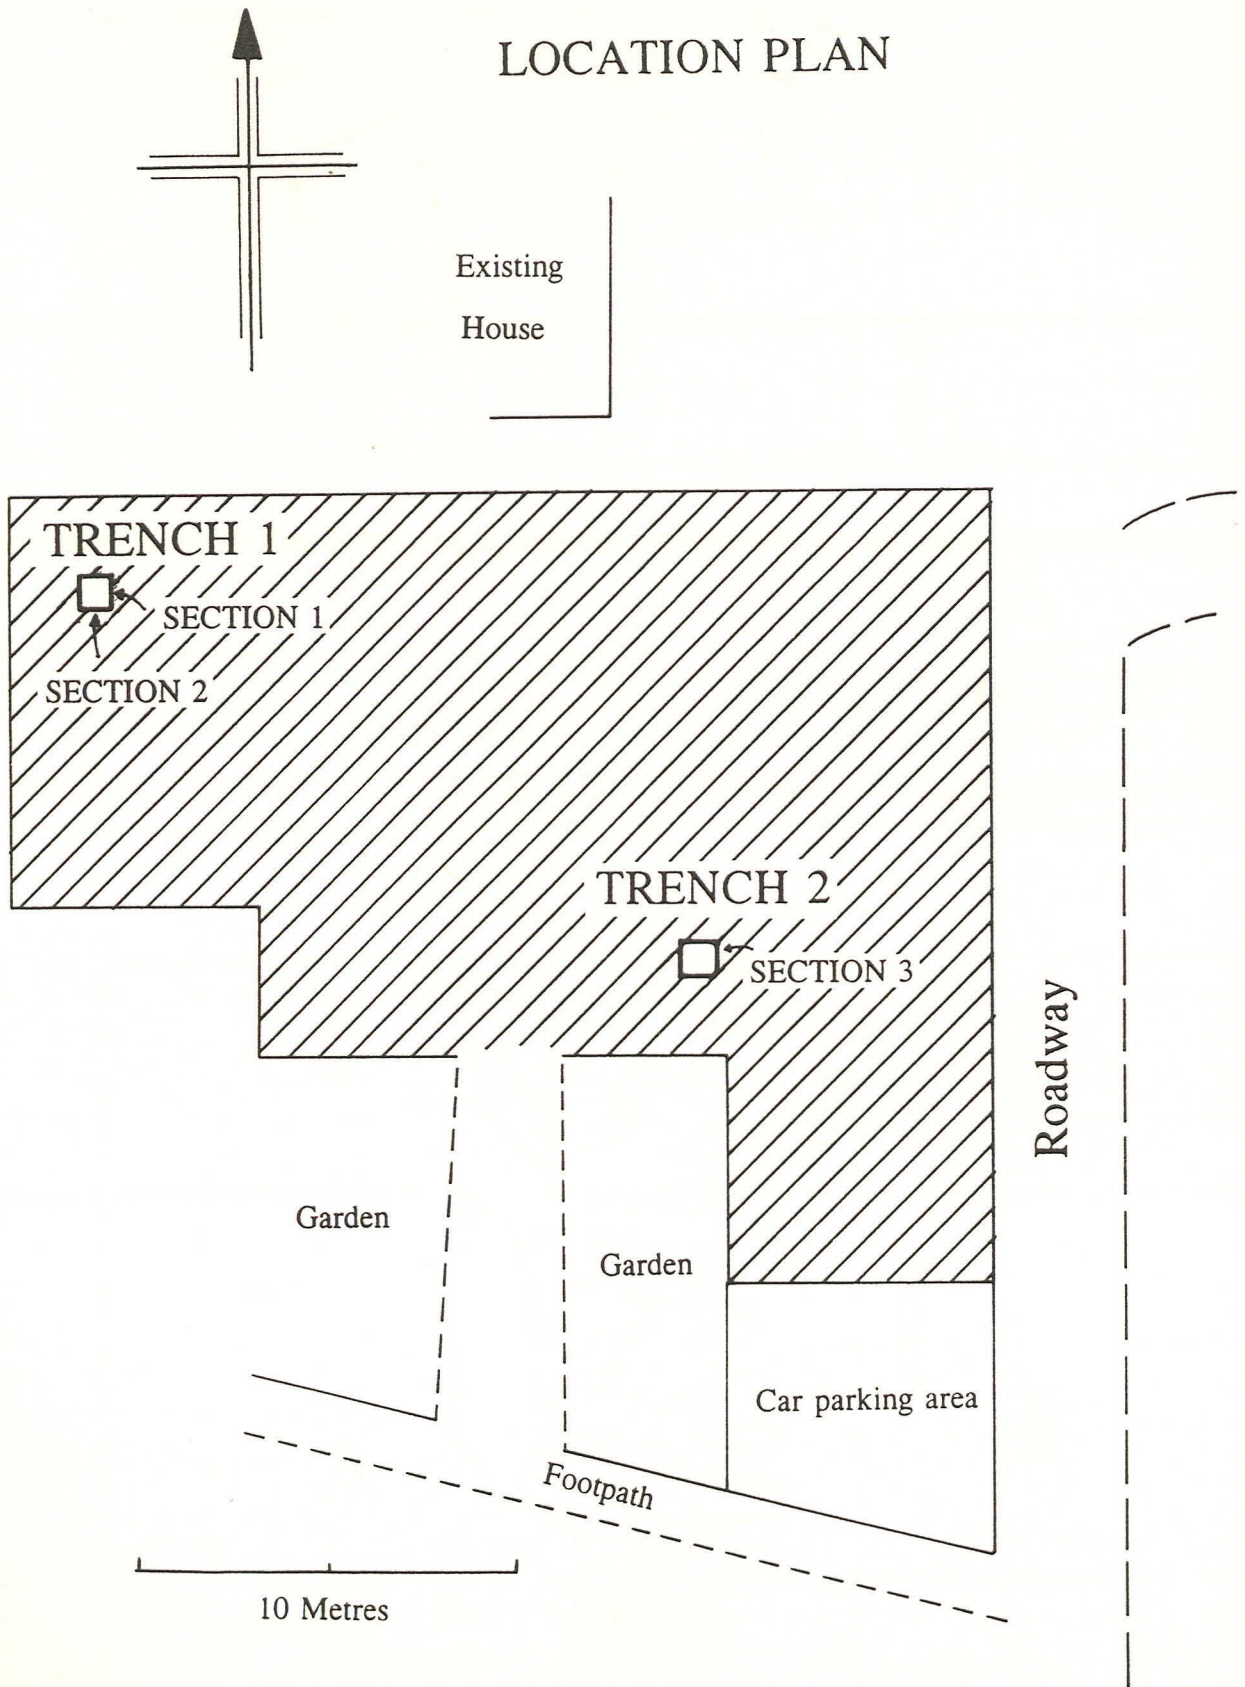 LOCATION PLAN
Existing
House
TRENCH 1
SECTION 1
SECTION 2
TRENCH 2
SECTION 3
Roadway
Garden
Garden
Car parking area
Footpath
10 Metres